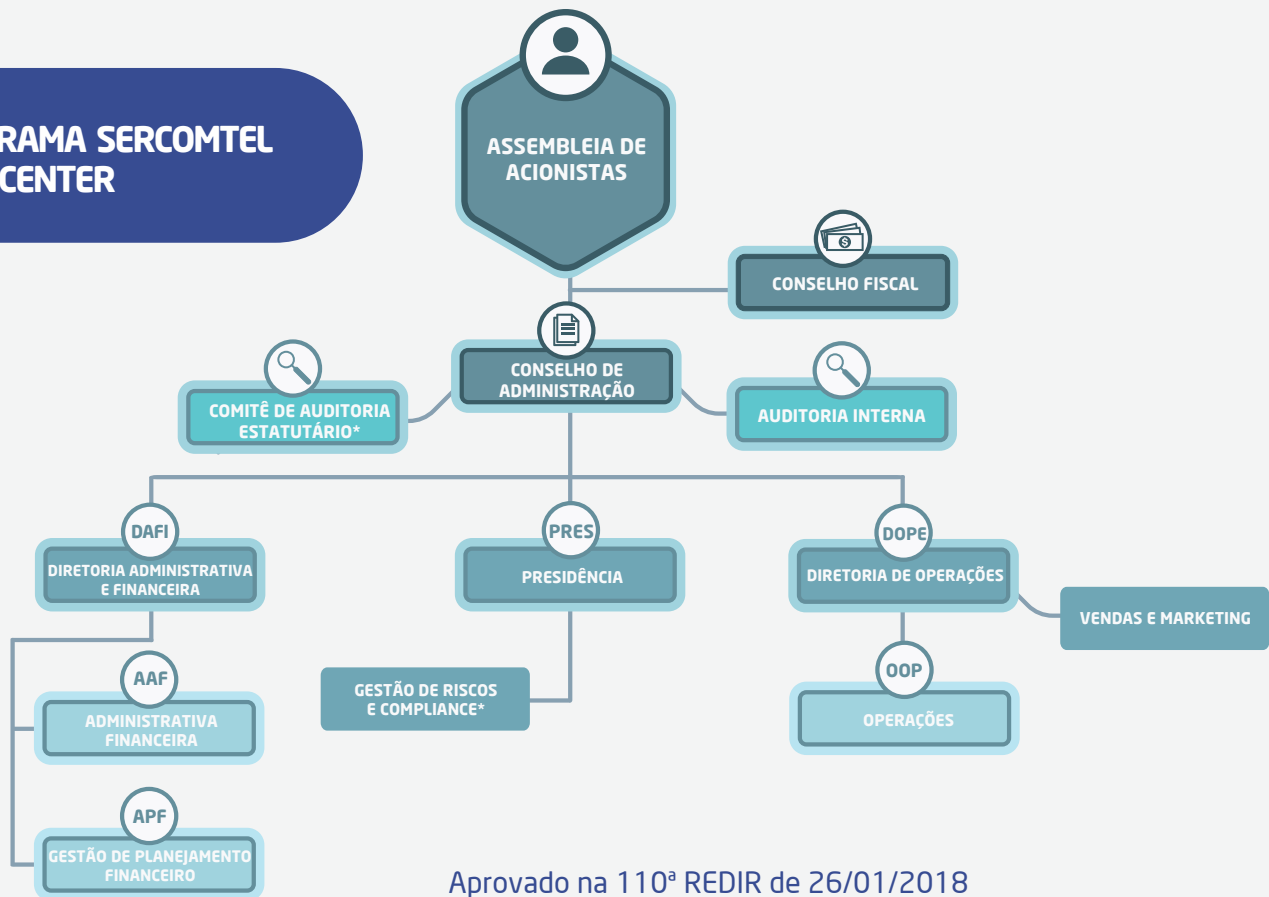 RAMA SERCOMTEL
CENTER
ASSEMBLEIA DE
ACIONISTAS
CONSELHO FISCAL
CONSELHO DE
ADMINISTRAÇÃO
COMITÊ DE AUDITORIA
ESTATUTÁRIO*
AUDITORIA INTERNA
DAFI
DIRETORIA ADMINISTRATIVA
E FINANCEIRA
PRES
PRESIDÊNCIA
DOPE
DIRETORIA DE OPERAÇÕES
VENDAS E MARKETING
AAF
ADMINISTRATIVA
FINANCEIRA
GESTÃO DE RISCOS
E COMPLIANCE*
OOP
OPERAÇÕES
APF
GESTÃO DE PLANEJAMENTO
FINANCEIRO
Aprovado na 110ª REDIR de 26/01/2018